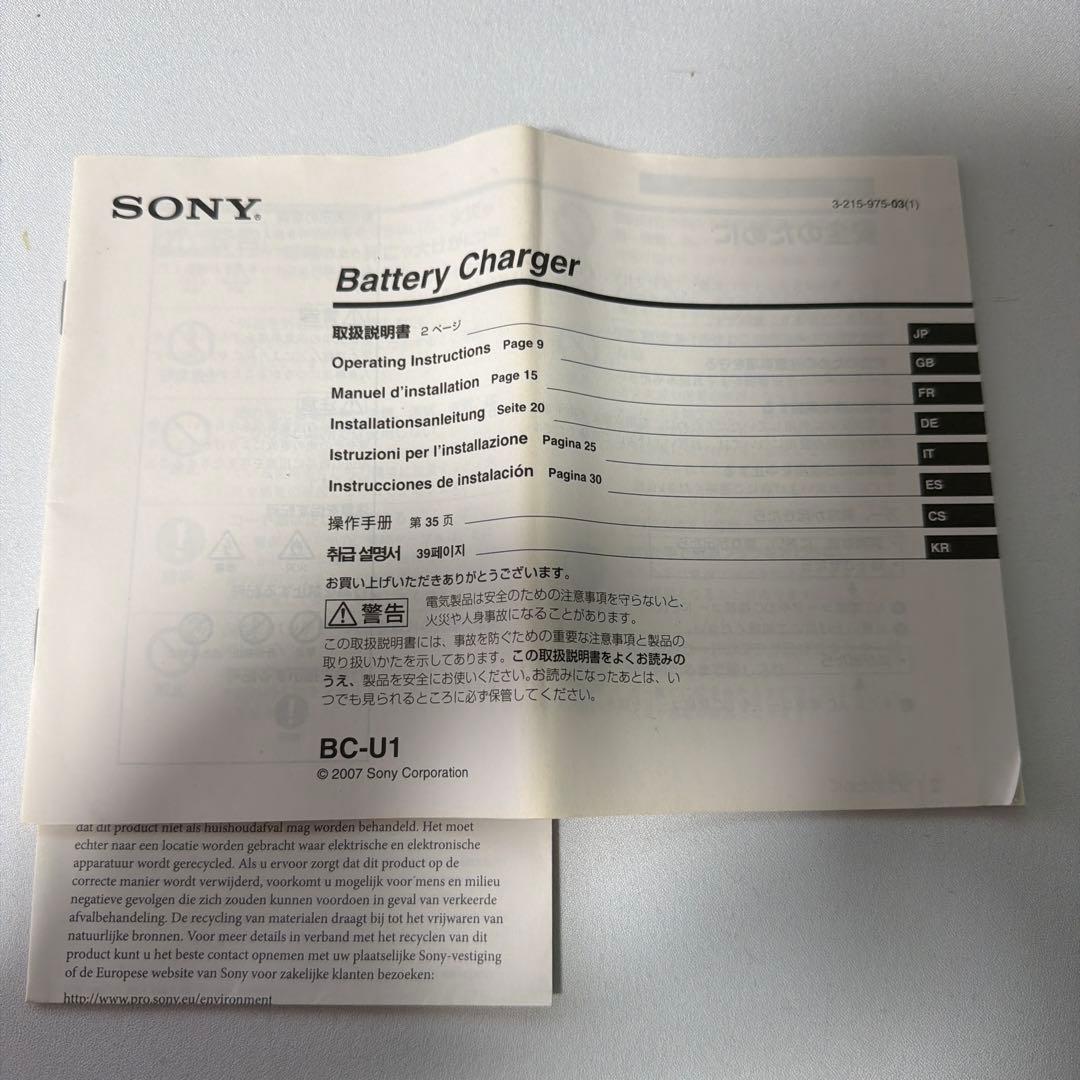 SONY®
3-215-975-03(1)
Battery Charger
取扱説明書 2 ページ
JP
Operating Instructions Page 9
GB
Manuel d'installation Page 15
FR
Installationsanleitung Seite 20
DE
Istruzioni per l'installazione Pagina 25
IT
Instrucciones de instalación Pagina 30
ES
操作手册 第 35 页
CS
취급 설명서 39페이지
KR
お買い上げいただきありがとうございます。
警告
電気製品は安全のための注意事項を守らないと、
火災や人身事故になることがあります。
この取扱説明書には、事故を防ぐための重要な注意事項と製品の
取り扱いかたを示してあります。この取扱説明書をよくお読みの
うえ、製品を安全にお使いください。お読みになったあとは、い
つでも見られるところに必ず保管してください。
BC-U1
© 2007 Sony Corporation
dat dit product niet als huishoudafval mag worden behandeld. Het moet
echter naar een locatie worden gebracht waar elektrische en elektronische
apparatuur wordt gerecycled. Als u ervoor zorgt dat dit product op de
correcte manier wordt verwijderd, voorkomt u mogelijk voor mens en milieu
negatieve gevolgen die zich zouden kunnen voordoen in geval van verkeerde
afvalbehandeling. De recycling van materialen draagt bij tot het vrijwaren van
natuurlijke bronnen. Voor meer details in verband met het recyclen van dit
product kunt u het beste contact opnemen met uw plaatselijke Sony-vestiging
of de Europese website van Sony voor zakelijke klanten bezoeken:
http://www.pro.sony.eu/environment